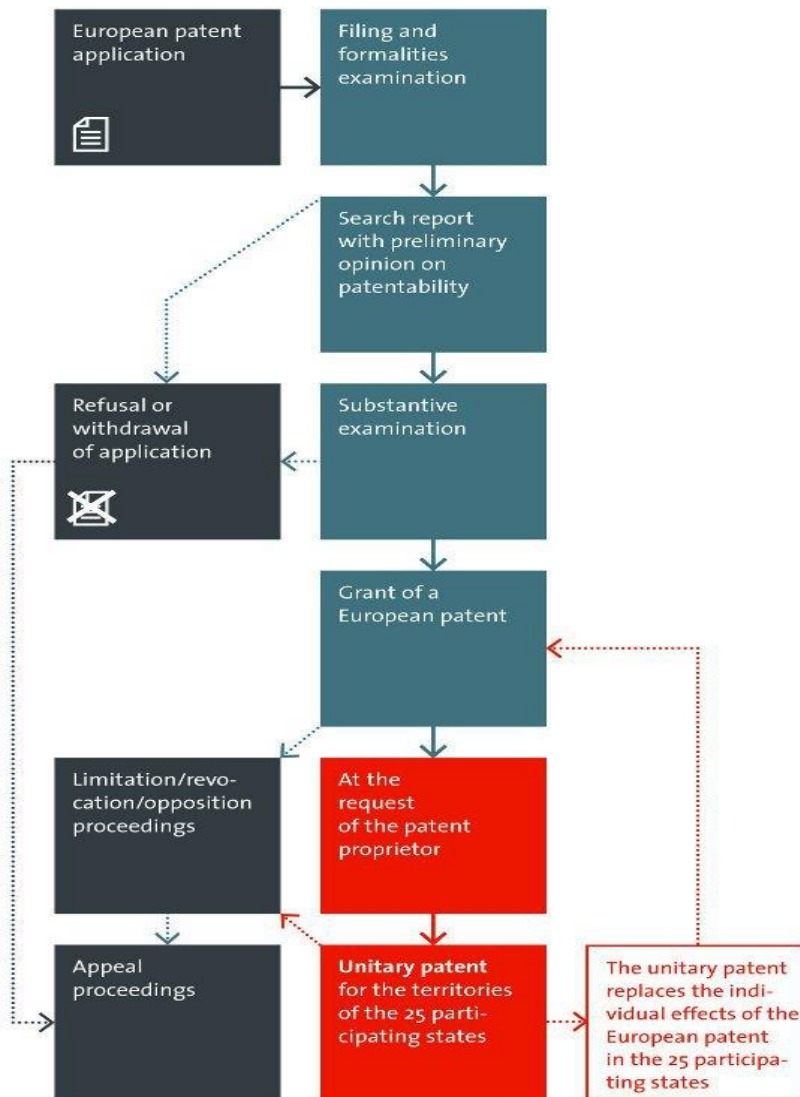 European patent
application
Filing and
formalities
examination
Search report
with preliminary
opinion on
patentability
Refusal or
withdrawal
of application
Substantive
examination
Grant of a
European patent
Limitation/revo-
cation/opposition
proceedings
At the
request
of the patent
proprietor
Appeal
proceedings
Unitary patent
for the territories
of the 25 parti-
cipating states
The unitary patent
replaces the indi-
vidual effects of the
European patent
in the 25 participa-
ting states